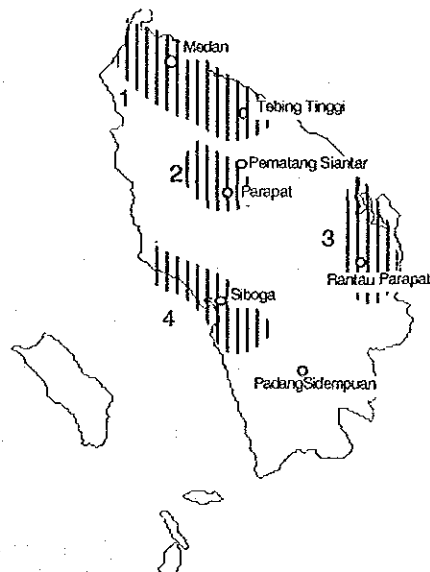 Medan
1
Tebing Tinggi
Pematang Siantar
2
Parapat
3
Rantau Parapat
Siboga
4
PadangSidempuan